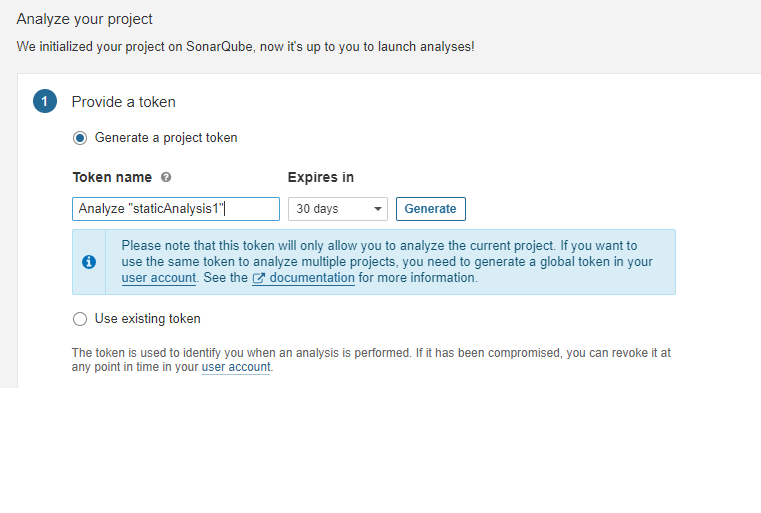 Analyze your project
We initialized your project on SonarQube, now it's up to you to launch analyses!
1 Provide a token
Generate a project token
Token name ? Expires in
Analyze "staticAnalysis1" 30 days Generate
Please note that this token will only allow you to analyze the current project. If you want to
use the same token to analyze multiple projects, you need to generate a global token in your
user account. See the documentation for more information.
Use existing token
The token is used to identify you when an analysis is performed. If it has been compromised, you can revoke it at
any point in time in your user account.